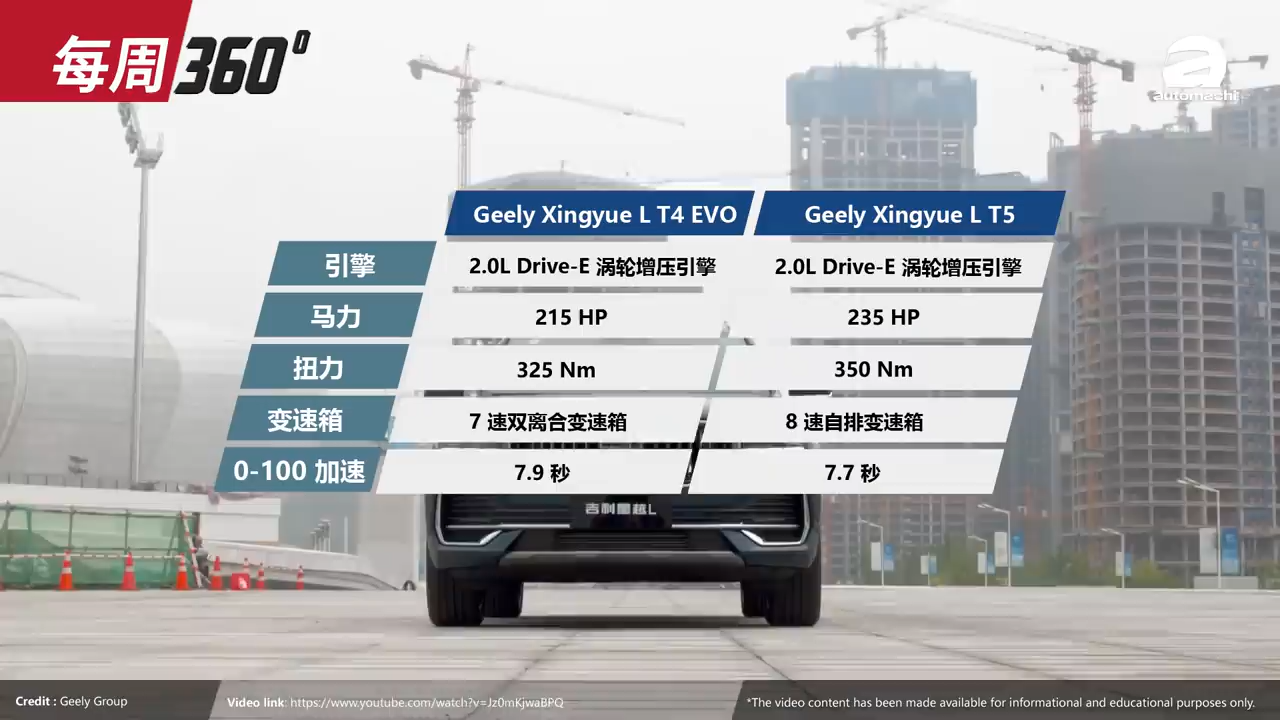 每周360°
automachi
Geely Xingyue L T4 EVO Geely Xingyue L T5
引擎 2.0L Drive-E 涡轮增压引擎 2.0L Drive-E 涡轮增压引擎
马力 215 HP 235 HP
扭力 325 Nm 350 Nm
变速箱 7 速双离合变速箱 8 速自排变速箱
0-100 加速 7.9 秒 7.7 秒
吉利星越L
Credit : Geely Group
Video link: https://www.youtube.com/watch?v=Jz0mKjwaBPQ
*The video content has been made available for informational and educational purposes only.